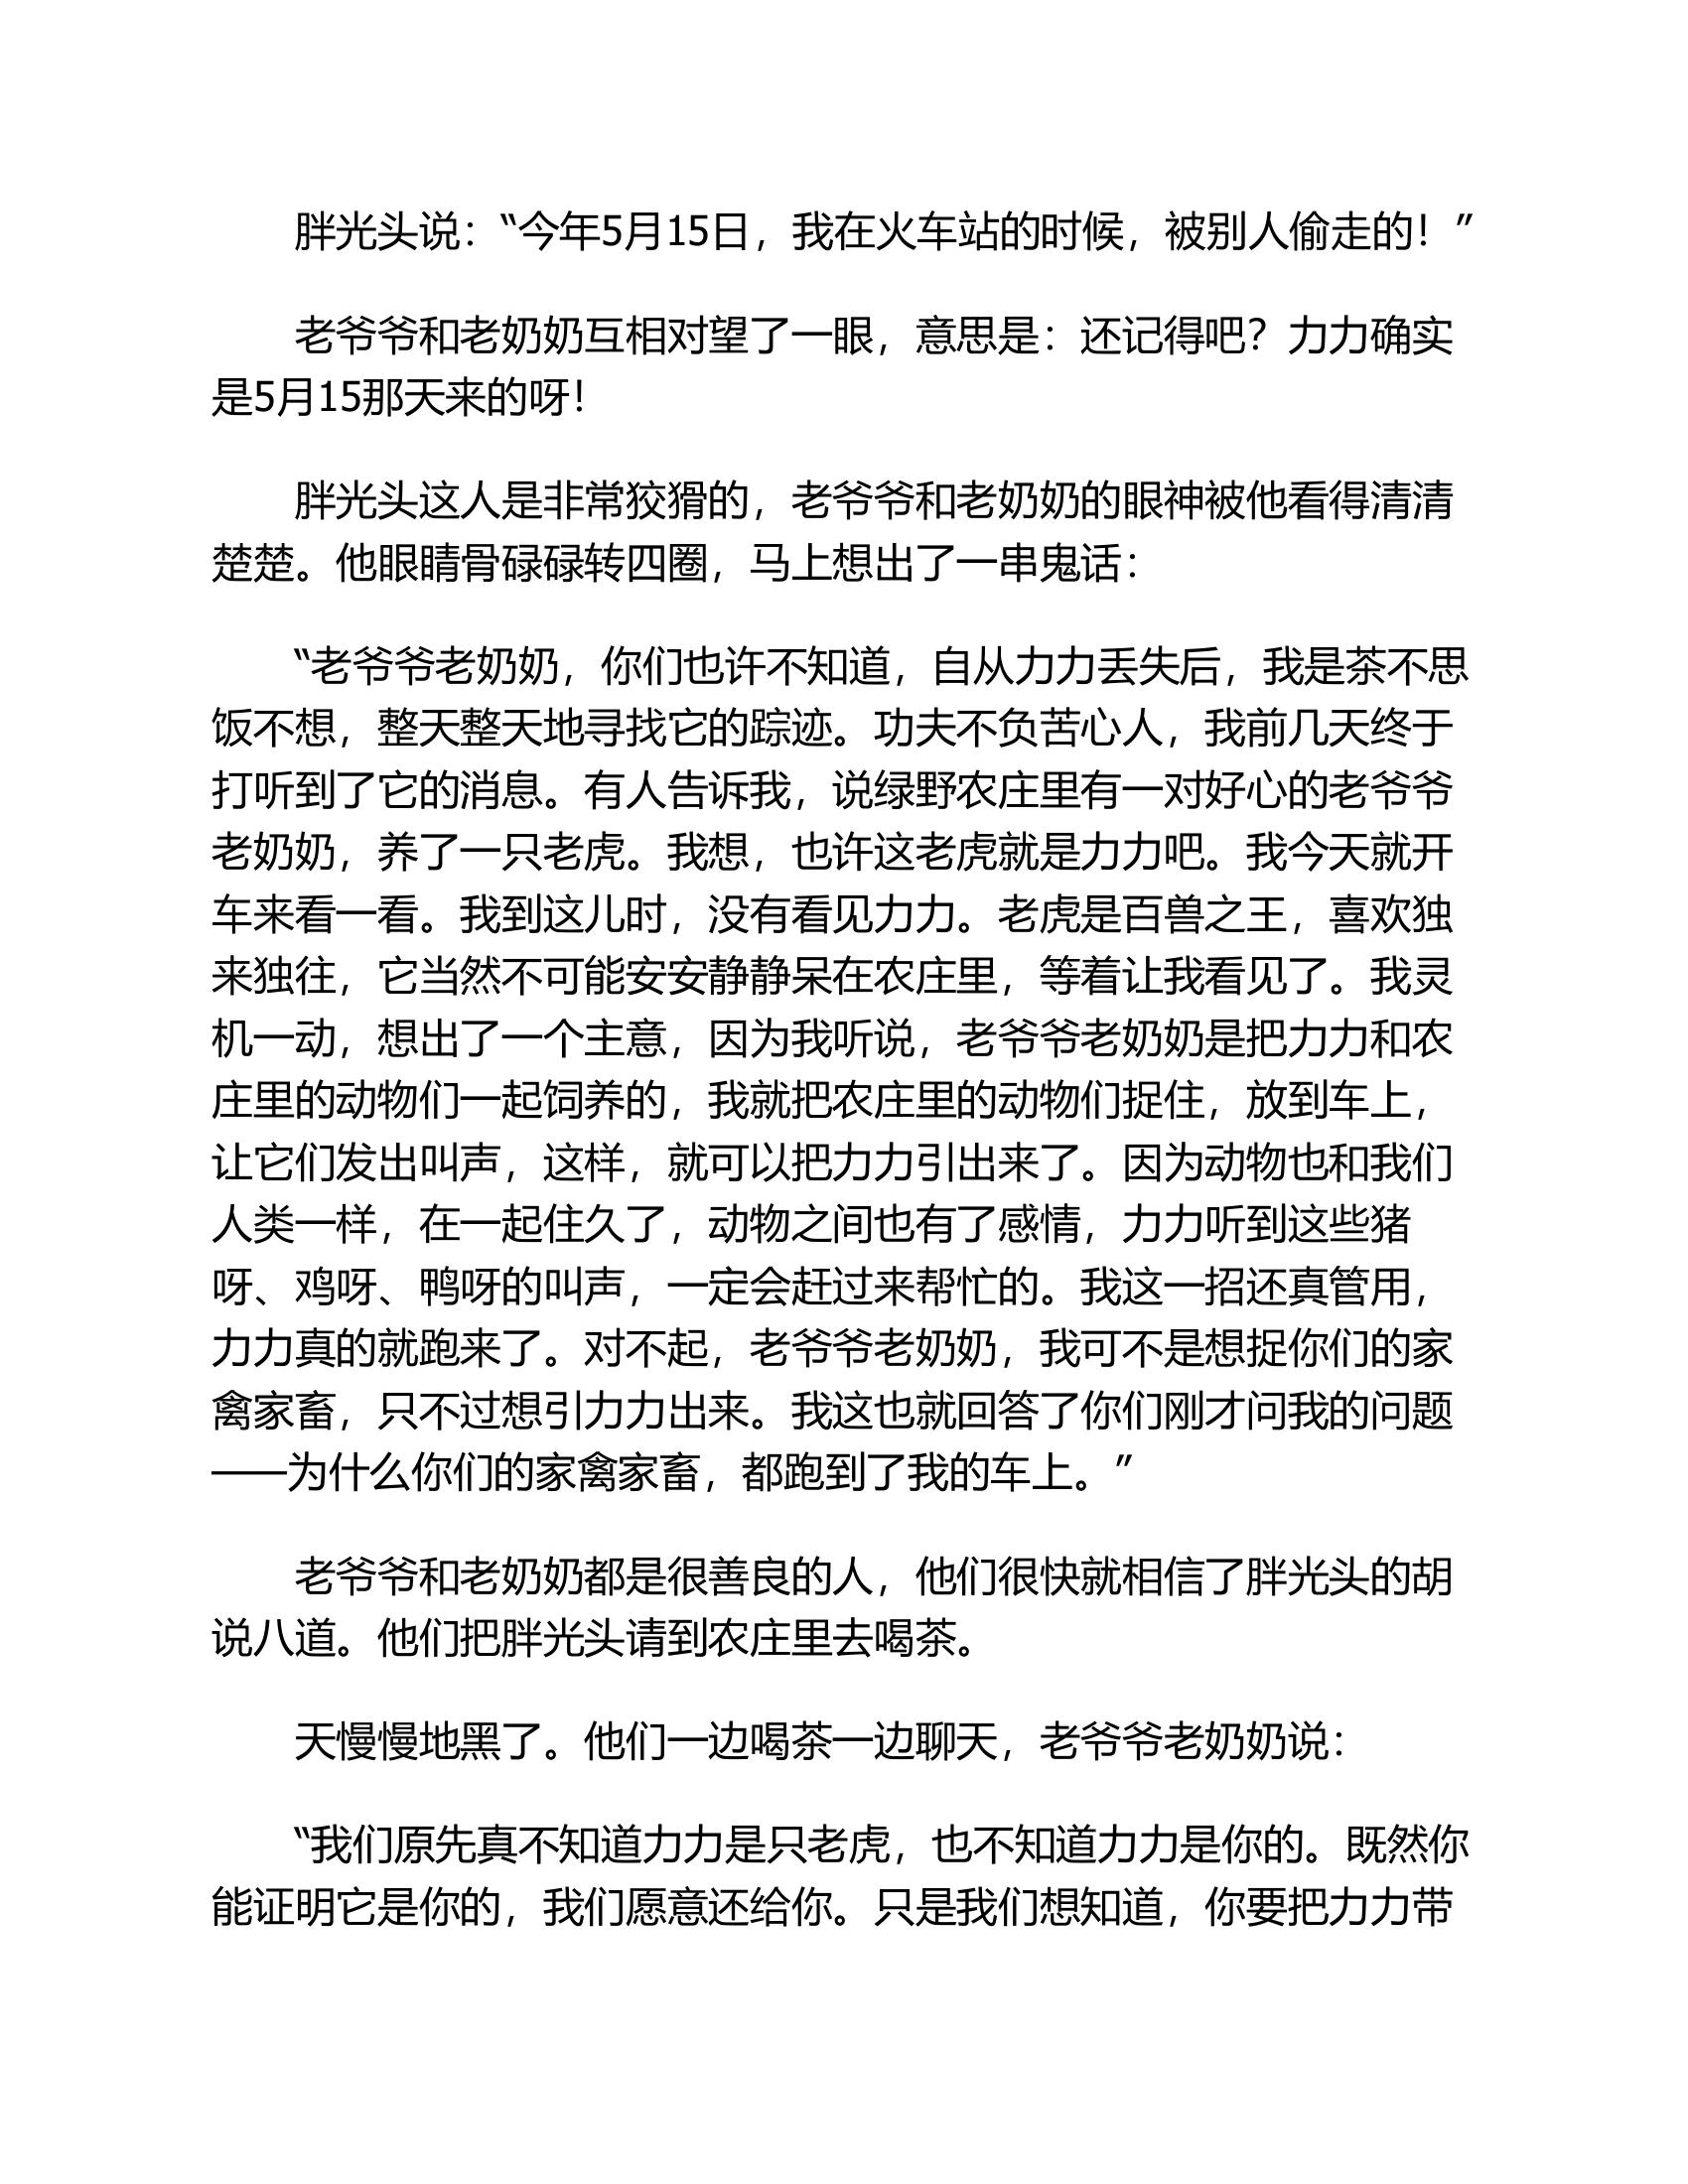 胖光头说：“今年5月15日，我在火车站的时候，被别人偷走的！”
老爷爷和老奶奶互相对望了一眼，意思是：还记得吧？力力确实
是5月15那天来的呀！
胖光头这人是非常狡猾的，老爷爷和老奶奶的眼神被他看得清清
楚楚。他眼睛骨碌碌转四圈，马上想出了一串鬼话：
“老爷爷老奶奶，你们也许不知道，自从力力丢失后，我是茶不思
饭不想，整天整天地寻找它的踪迹。功夫不负苦心人，我前几天终于
打听到了它的消息。有人告诉我，说绿野农庄里有一对好心的老爷爷
老奶奶，养了一只老虎。我想，也许这老虎就是力力吧。我今天就开
车来看一看。我到这儿时，没有看见力力。老虎是百兽之王，喜欢独
来独往，它当然不可能安安静静呆在农庄里，等着让我看见了。我灵
机一动，想出了一个主意，因为我听说，老爷爷老奶奶是把力力和农
庄里的动物们一起饲养的，我就把农庄里的动物们捉住，放到车上，
让它们发出叫声，这样，就可以把力力引出来了。因为动物也和我们
人类一样，在一起住久了，动物之间也有了感情，力力听到这些猪
呀、鸡呀、鸭呀的叫声，一定会赶过来帮忙的。我这一招还真管用，
力力真的就跑来了。对不起，老爷爷老奶奶，我可不是想捉你们的家
禽家畜，只不过想引力力出来。我这也就回答了你们刚才问我的问题
——为什么你们的家禽家畜，都跑到了我的车上。”
老爷爷和老奶奶都是很善良的人，他们很快就相信了胖光头的胡
说八道。他们把胖光头请到农庄里去喝茶。
天慢慢地黑了。他们一边喝茶一边聊天，老爷爷老奶奶说：
“我们原先真不知道力力是只老虎，也不知道力力是你的。既然你
能证明它是你的，我们愿意还给你。只是我们想知道，你要把力力带